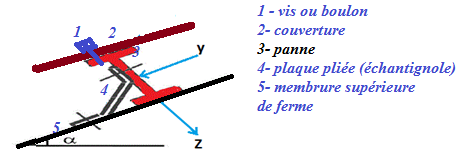 1 - vis ou boulon
2- couverture
3- panne
4- plaque pliée (échantignole)
5- membrure supérieure
de ferme
1
2
3
y
4
5
α
z